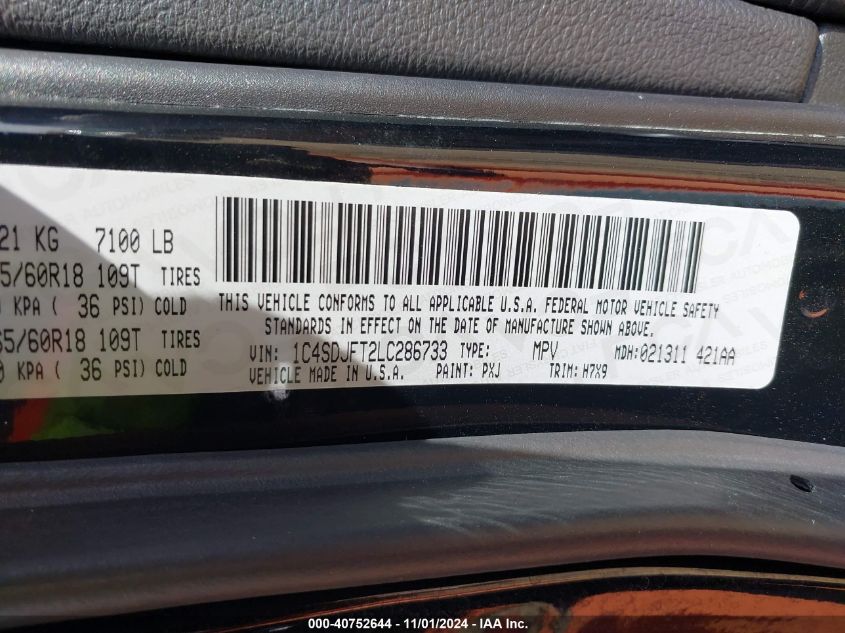 21 KG 7100 LB
5/60R18 109T TIRES
KPA ( 36 PSI) COLD
65/60R18 109T TIRES
0 KPA ( 36 PSI) COLD
THIS VEHICLE CONFORMS TO ALL APPLICABLE U.S.A. FEDERAL MOTOR VEHICLE SAFETY
STANDARDS IN EFFECT ON THE DATE OF MANUFACTURE SHOWN ABOVE.
VIN: 1C4SDJFT2LC286733 TYPE: MPV MDH:021311 421AA
VEHICLE MADE IN U.S.A. PAINT: PXJ TRIM: H7X9
000-40752644 - 11/01/2024 - IAA Inc.